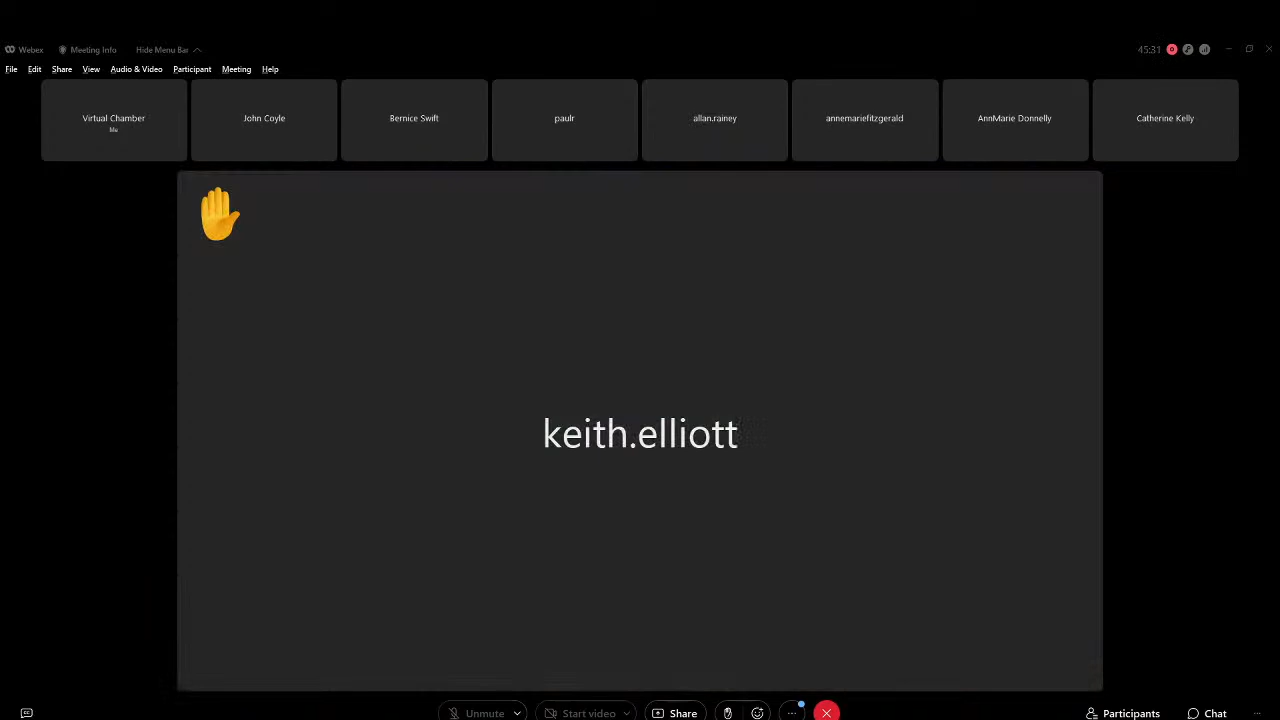 Webex Meeting Info Hide Menu Bar 45:31
File Edit Share View Audio & Video Participant Meeting Help
Virtual Chamber John Coyle Bernice Swift paulr allan.rainey annemariefitzgerald AnnMarie Donnelly Catherine Kelly
Me
keith.elliott
Unmute Start video Share Participants Chat